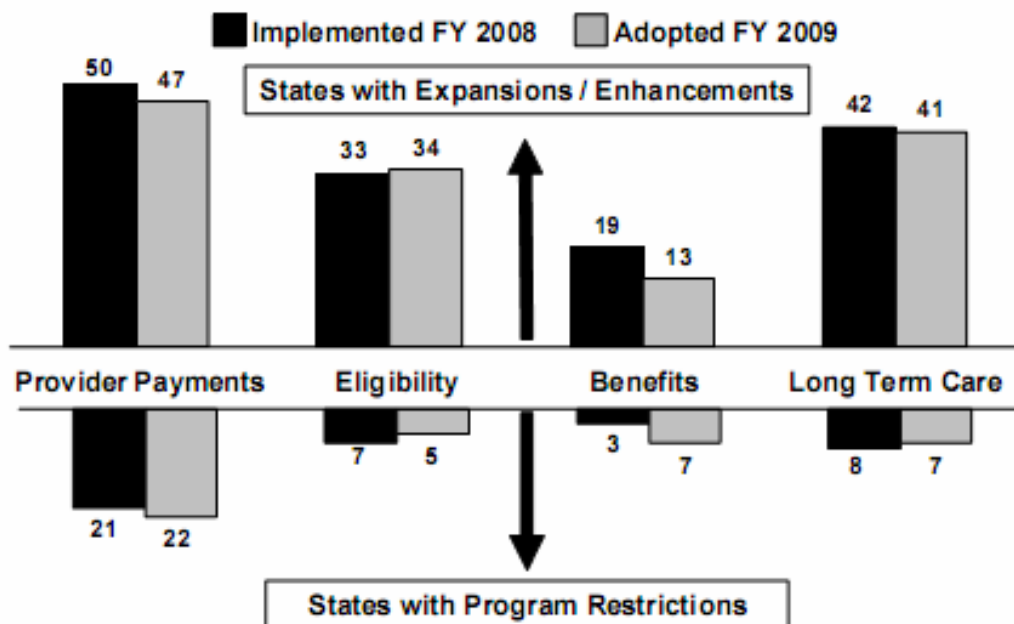 Implemented FY 2008 Adopted FY 2009
States with Expansions / Enhancements
50 47
33 34
19 13
42 41
Provider Payments Eligibility Benefits Long Term Care
21 22
7 5
3 7
8 7
States with Program Restrictions